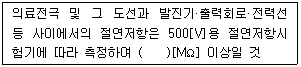 의료전극 및 그 도선과 발진기·출력회로·전력선
등 사이에서의 절연저항은 500[V]용 절연저항시
험기에 따라 측정하여 (     )[MΩ] 이상일 것